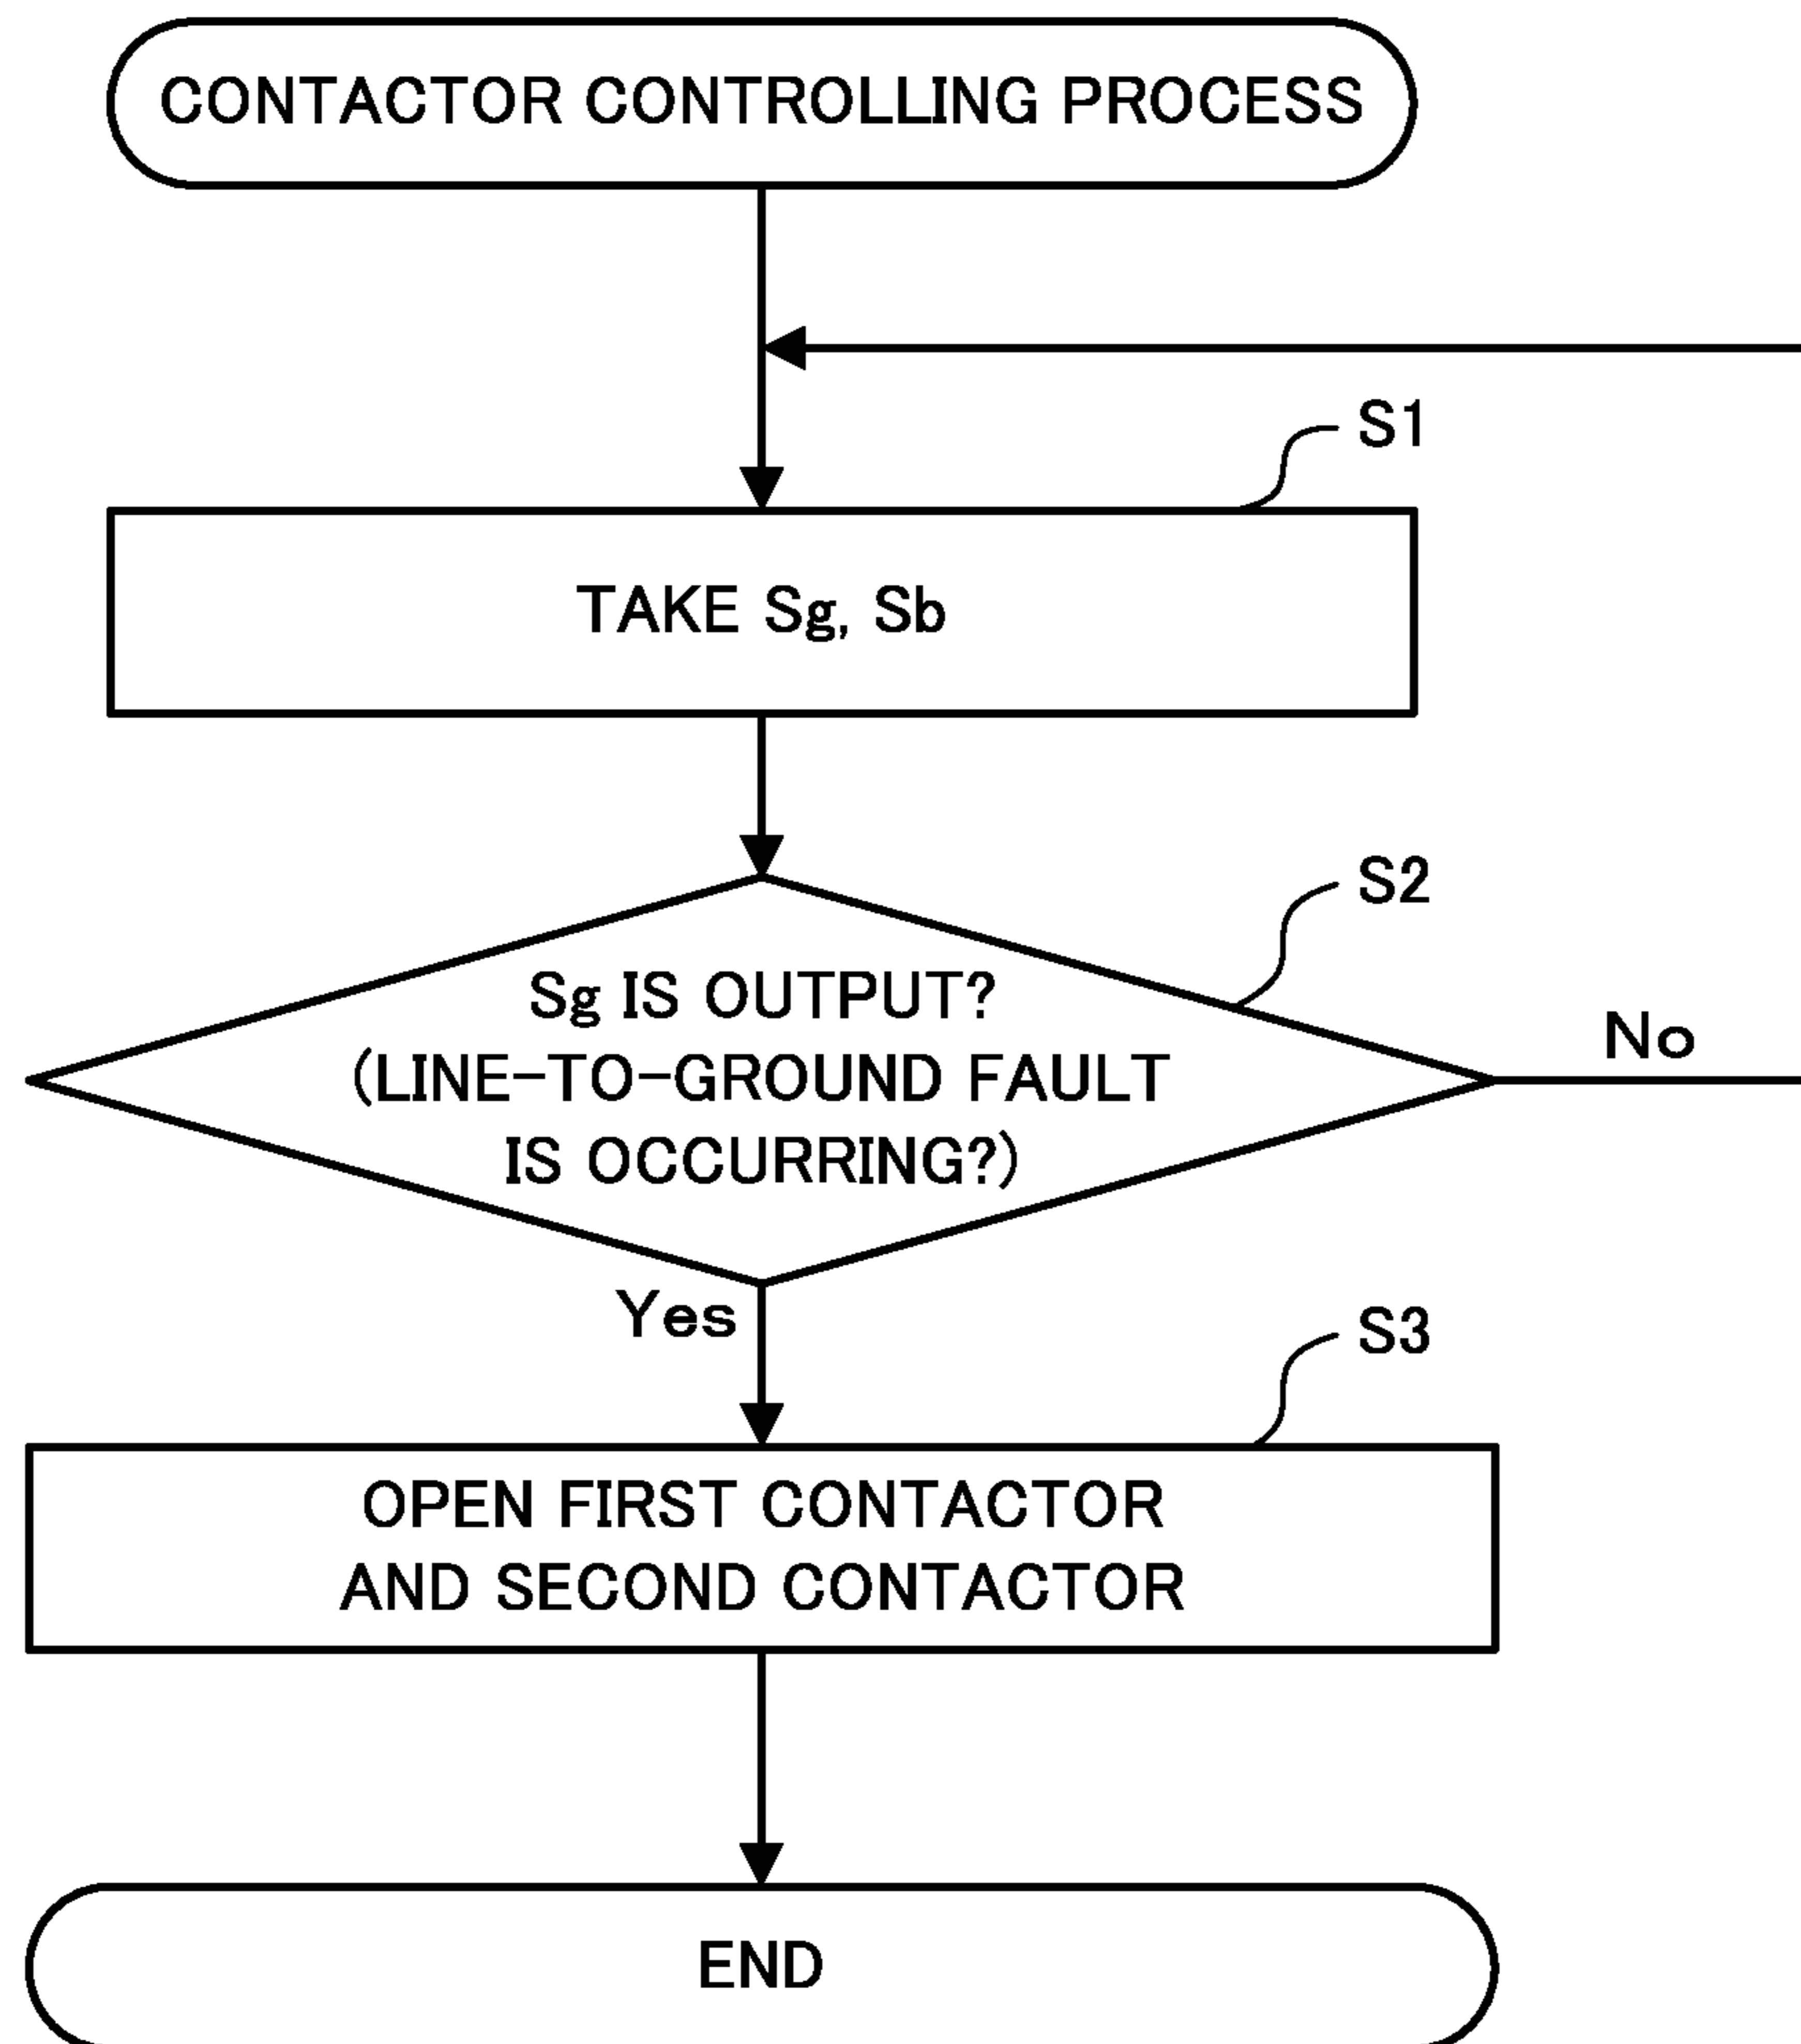 CONTACTOR CONTROLLING PROCESS
S1
TAKE Sg, Sb
S2
Sg IS OUTPUT?
(LINE-TO-GROUND FAULT
IS OCCURRING?)
No
Yes
S3
OPEN FIRST CONTACTOR
AND SECOND CONTACTOR
END